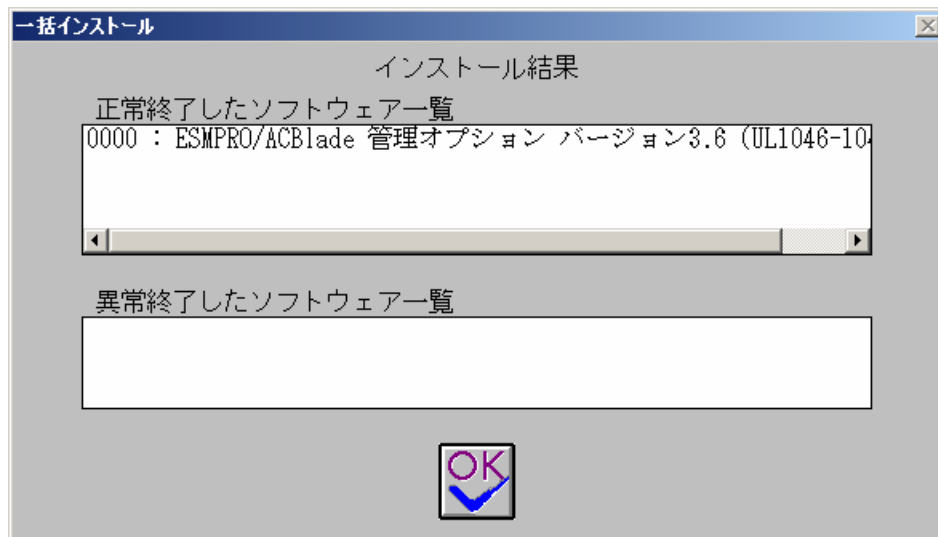 一括インストール
インストール結果
正常終了したソフトウェア一覧
0000 : ESMPRO/ACBlade 管理オプション バージョン3.6 (UL1046-10
異常終了したソフトウェア一覧
OK